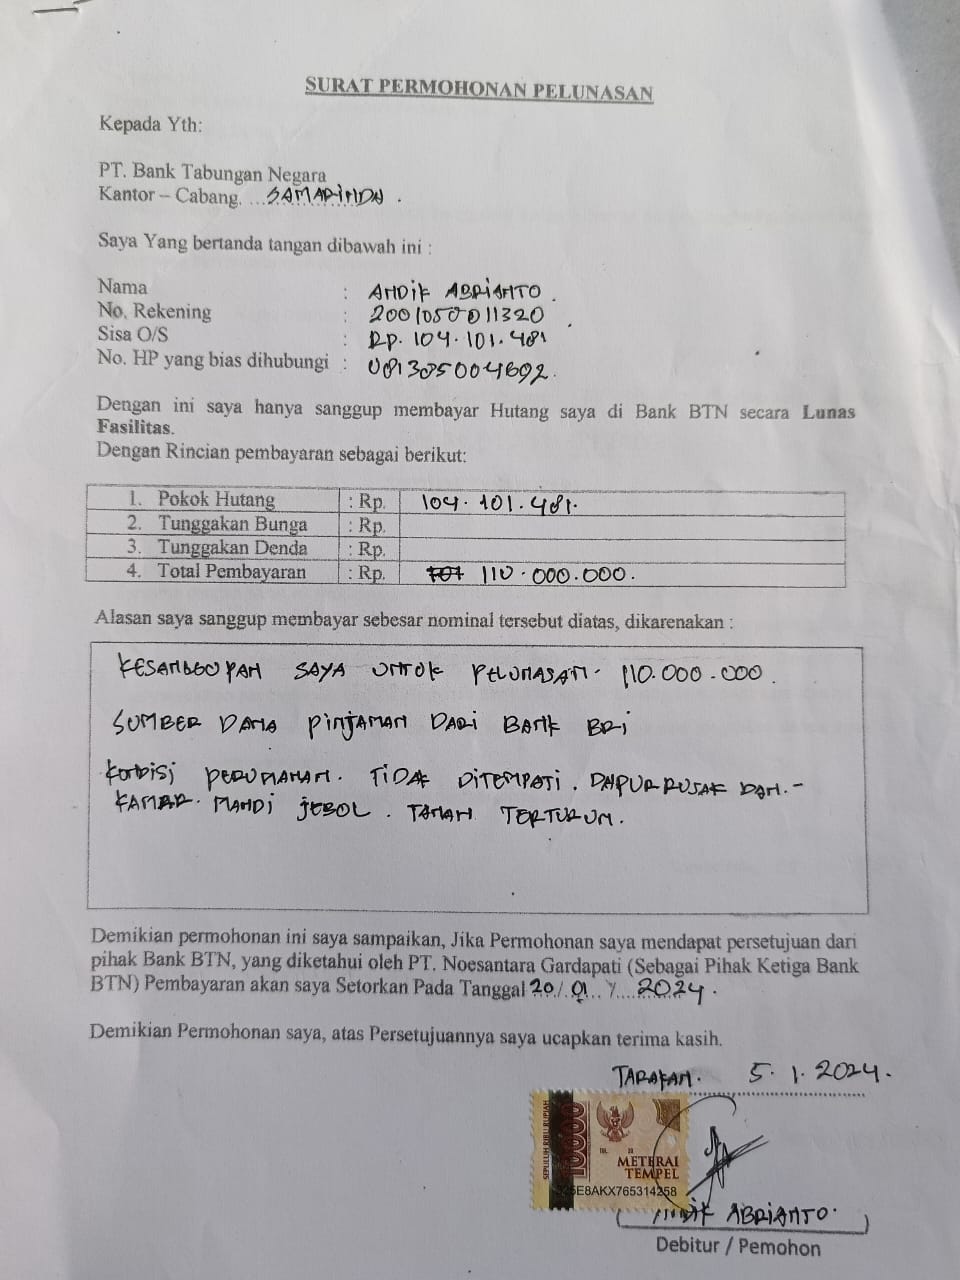 SURAT PERMOHONAN PELUNASAN
Kepada Yth:
PT. Bank Tabungan Negara
Kantor – Cabang. ...SAMARINDA .
Saya Yang bertanda tangan dibawah ini :
Nama : ANDIK ABRIANTO .
No. Rekening : 2001050011320 .
Sisa O/S : Rp. 104.101.481
No. HP yang bias dihubungi : 081305004692.
Dengan ini saya hanya sanggup membayar Hutang saya di Bank BTN secara Lunas
Fasilitas.
Dengan Rincian pembayaran sebagai berikut:
1. Pokok Hutang : Rp. 104.101.481.
2. Tunggakan Bunga : Rp.
3. Tunggakan Denda : Rp.
4. Total Pembayaran : Rp. 110.000.000.
Alasan saya sanggup membayar sebesar nominal tersebut diatas, dikarenakan :
KESANGGUPAN SAYA UNTUK PELUNASAN. 110.000.000 .
SUMBER DANA PINJAMAN DARI BANK BRI
KONDISI PERUMAHAN. TIDAK DITEMPATI. DAPUR RUSAK DAN.-
KAMAR. MANDI JEBOL . TANAH TERTURUN.
Demikian permohonan ini saya sampaikan, Jika Permohonan saya mendapat persetujuan dari
pihak Bank BTN, yang diketahui oleh PT. Noesantara Gardapati (Sebagai Pihak Ketiga Bank
BTN) Pembayaran akan saya Setorkan Pada Tanggal 20/ 01 / 2024 .
Demikian Permohonan saya, atas Persetujuannya saya ucapkan terima kasih.
TARAKAN. 5. 1. 2024.
SEPULUH RIBU RUPIAH
10000
METERAI
TEMPEL
E8AKX765314258
( ANDIK ABRIANTO. )
Debitur / Pemohon